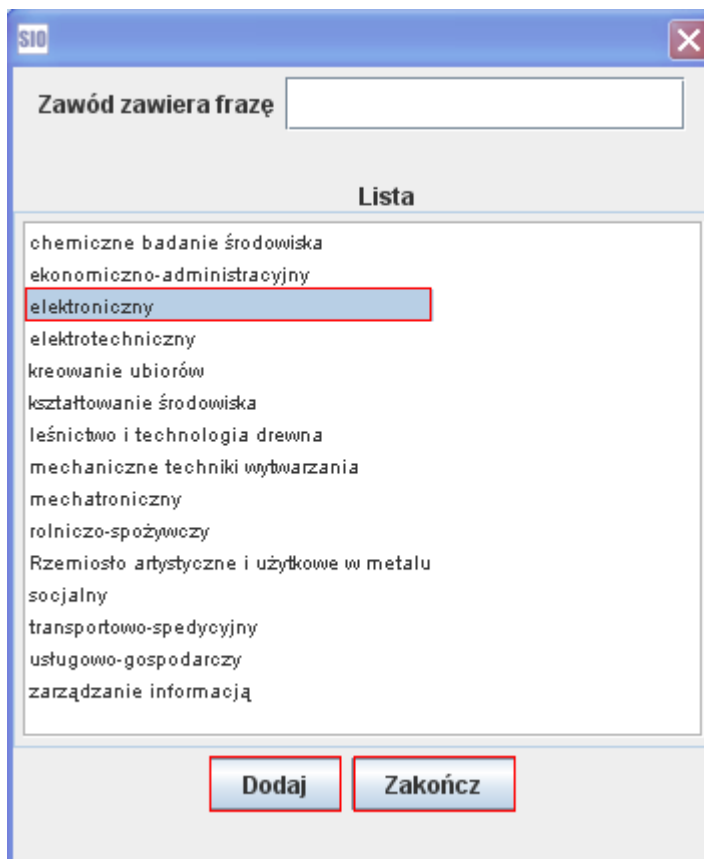 SIO
Zawód zawiera frazę
Lista
chemiczne badanie środowiska
ekonomiczno-administracyjny
elektroniczny
elektrotechniczny
kreowanie ubiorów
kształtowanie środowiska
leśnictwo i technologia drewna
mechaniczne techniki wytwarzania
mechatroniczny
rolniczo-spożywczy
Rzemiosło artystyczne i użytkowe w metalu
socjalny
transportowo-spedycyjny
usługowo-gospodarczy
zarządzanie informacją
Dodaj Zakończ